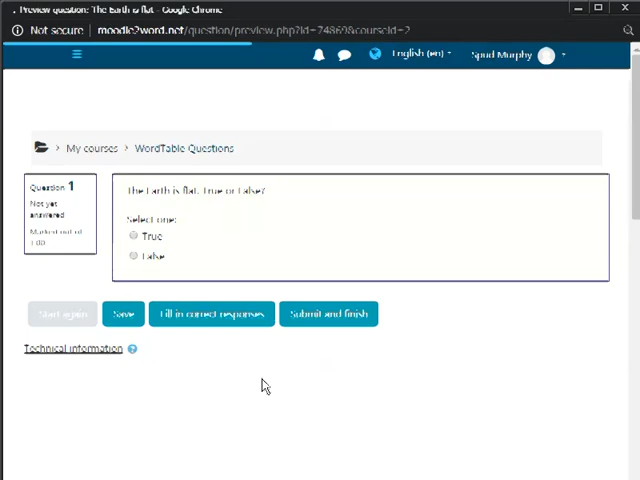 Preview question: The Earth is flat - Google Chrome
Not secure moodle2word.net/question/preview.php?id=74869&courseid=2
English (en) Spud Murphy
> My courses > WordTable Questions
Question 1
Not yet
answered
Marked out of
1.00
The Earth is flat. True or False?
Select one:
True
False
Start again Save Fill in correct responses Submit and finish
Technical information ?